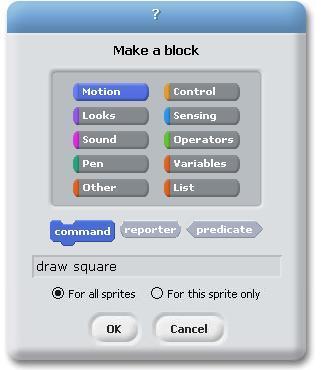 ?
Make a block
Motion Control
Looks Sensing
Sound Operators
Pen Variables
Other List
command reporter predicate
draw square
For all sprites For this sprite only
OK Cancel